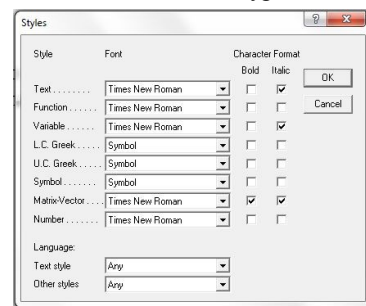 Styles
Style Font Character Format
Bold Italic
Text . . . . . . . . Times New Roman
OK
Function . . . . . . Times New Roman
Cancel
Variable . . . . . . Times New Roman
L.C. Greek . . . . . Symbol
U.C. Greek . . . . . Symbol
Symbol . . . . . . . Symbol
Matrix-Vector . . . . Times New Roman
Number . . . . . . . Times New Roman
Language:
Text style Any
Other styles Any